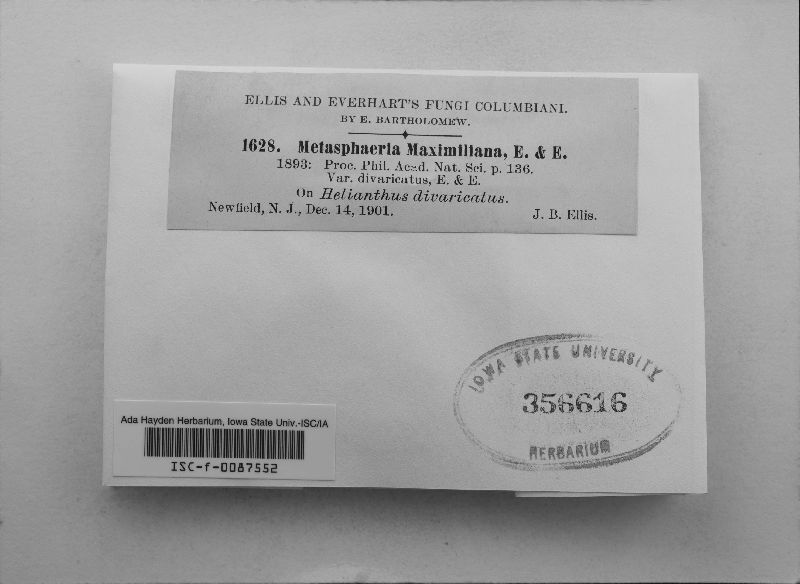 ELLIS AND EVERHART'S FUNGI COLUMBIANI.
BY E. BARTHOLOMEW.
1628. Metasphaeria Maximiliana, E. & E.
1893: Proc. Phil. Acad. Nat. Sci. p. 136.
Var. divaricatus, E. & E.
On Helianthus divaricatus.
Newfield, N. J., Dec. 14, 1901. J. B. Ellis.
IOWA STATE UNIVERSITY
356616
HERBARIUM
Ada Hayden Herbarium, Iowa State Univ.-ISC/IA
ISC-f-0087552